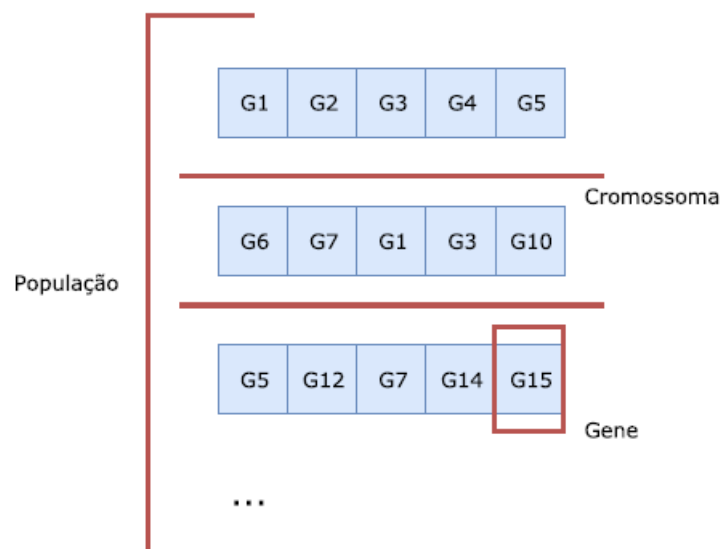 G1 G2 G3 G4 G5
Cromossoma
G6 G7 G1 G3 G10
População
G5 G12 G7 G14 G15
Gene
...